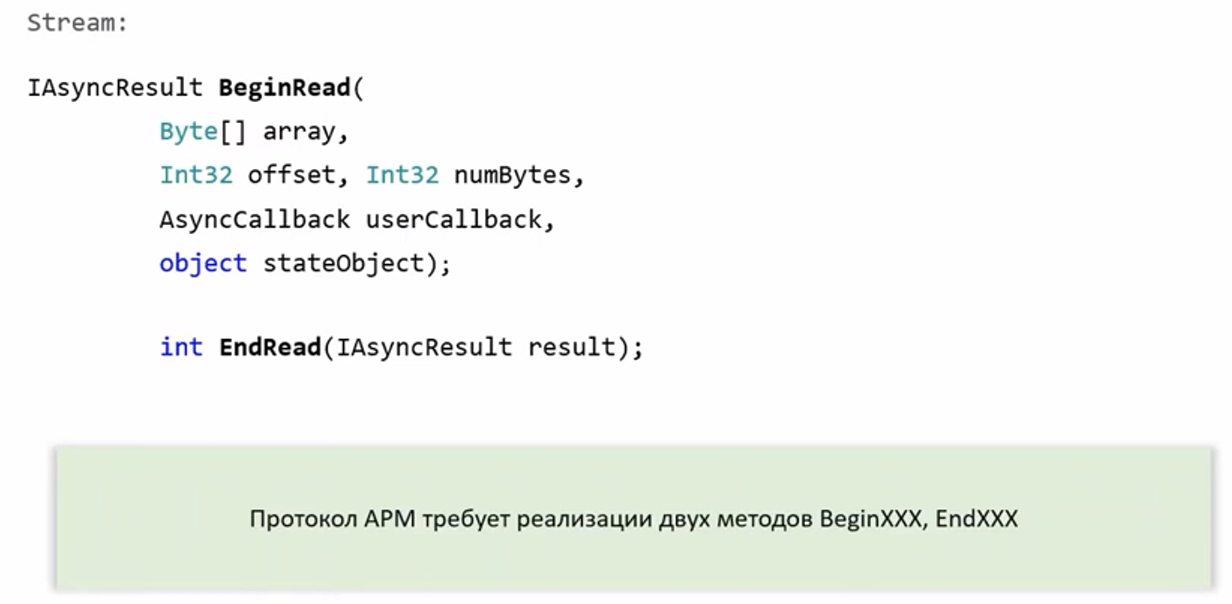 Stream:
IAsyncResult BeginRead(
Byte[] array,
Int32 offset, Int32 numBytes,
AsyncCallback userCallback,
object stateObject);
int EndRead(IAsyncResult result);
Протокол APM требует реализации двух методов BeginXXX, EndXXX